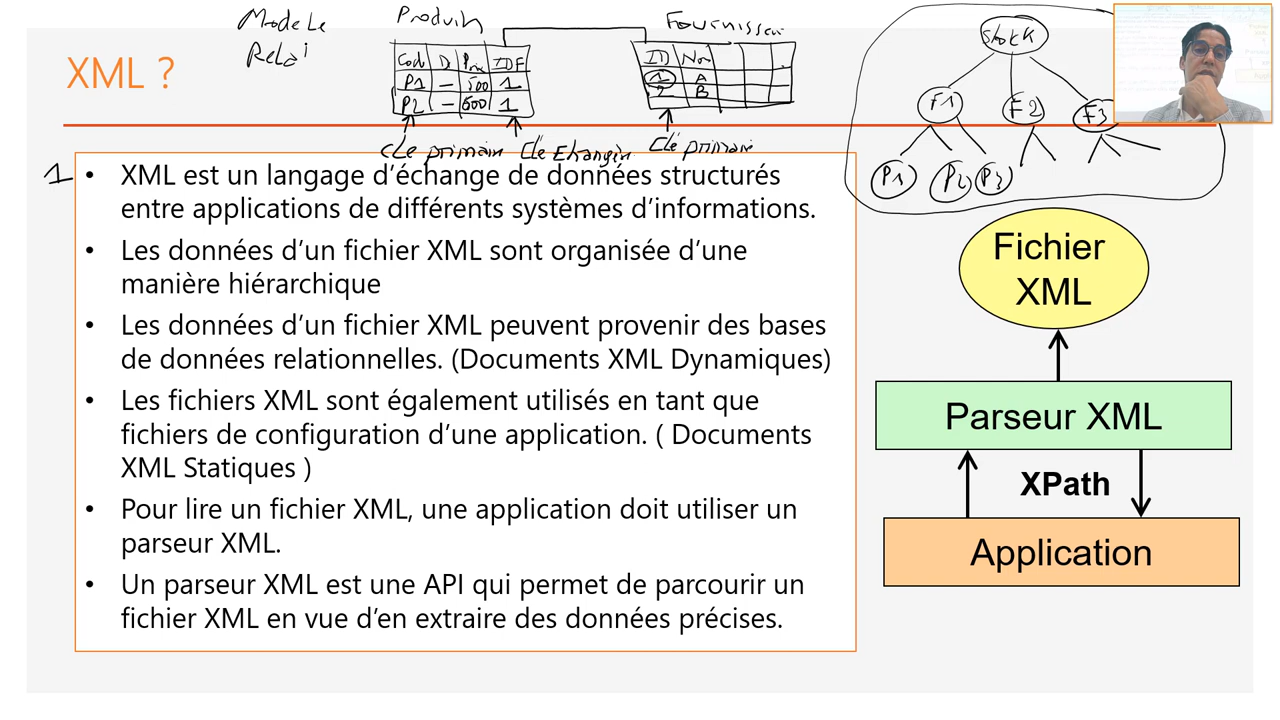 Modele
Relai
Produin
Fournisseu
Cod D Prix IDF
P1 — 500 1
P2 — 600 1
ID Nom
1 A
2 B
Clé primain
Clé Etrangèr
Clé primaire
Stock
F1 F2 F3
P1 P2 P3
XML ?
1
• XML est un langage d’échange de données structurés
entre applications de différents systèmes d’informations.
• Les données d’un fichier XML sont organisée d’une
manière hiérarchique
• Les données d’un fichier XML peuvent provenir des bases
de données relationnelles. (Documents XML Dynamiques)
• Les fichiers XML sont également utilisés en tant que
fichiers de configuration d’une application. ( Documents
XML Statiques )
• Pour lire un fichier XML, une application doit utiliser un
parseur XML.
• Un parseur XML est une API qui permet de parcourir un
fichier XML en vue d’en extraire des données précises.
Fichier
XML
Parseur XML
XPath
Application